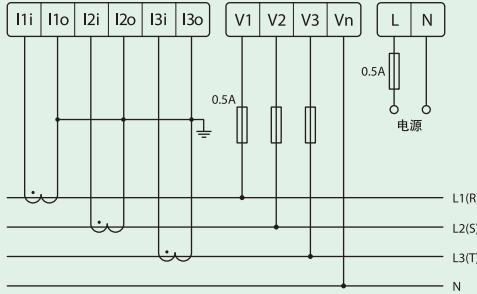 I1i I1o I2i I2o I3i I3o V1 V2 V3 Vn L N
0.5A
0.5A
电源
L1(R)
L2(S)
L3(T)
N